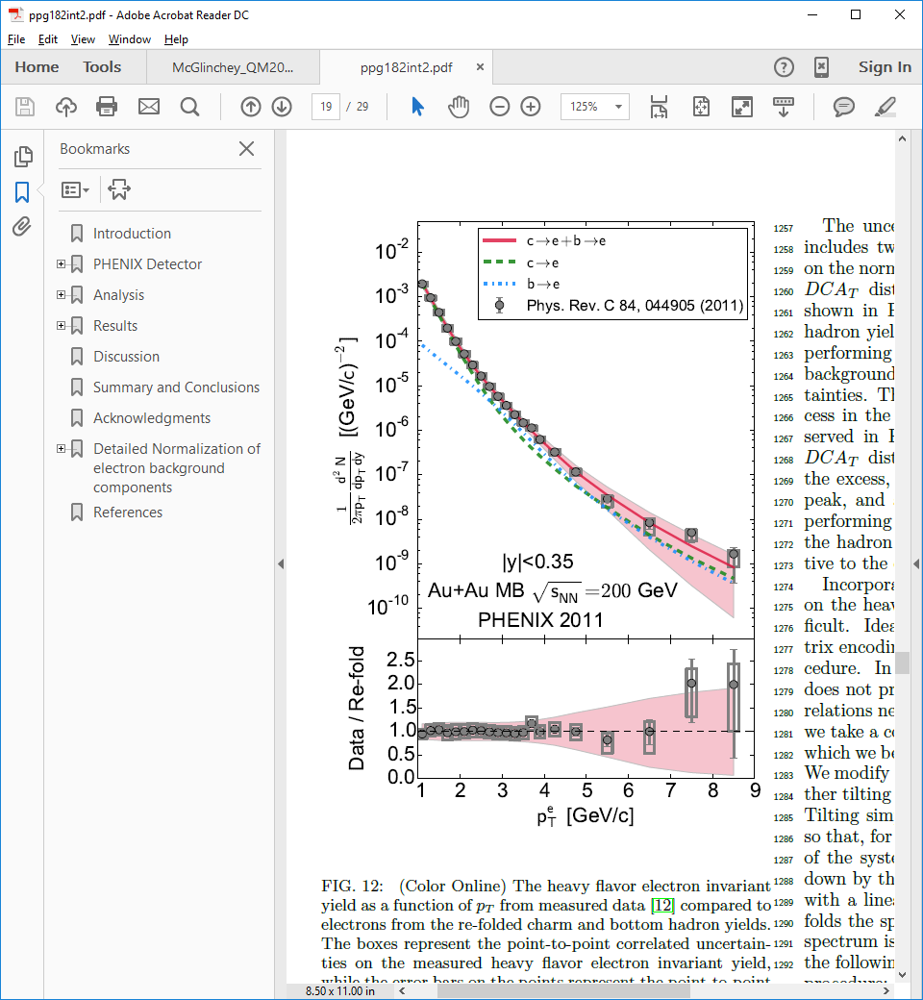 ppg182int2.pdf - Adobe Acrobat Reader DC
File Edit View Window Help
Home Tools McGlinchey_QM20... ppg182int2.pdf × Sign In
19 / 29 125%
Bookmarks
Introduction
PHENIX Detector
Analysis
Results
Discussion
Summary and Conclusions
Acknowledgments
Detailed Normalization of
electron background
components
References
c→e+b→e
c→e
b→e
Phys. Rev. C 84, 044905 (2011)
10⁻²
10⁻³
10⁻⁴
10⁻⁵
10⁻⁶
10⁻⁷
10⁻⁸
10⁻⁹
10⁻¹⁰
1/(2πp_T) d² N/(dp_T dy) [(GeV/c)⁻²]
|y|<0.35
Au+Au MB √s_NN =200 GeV
PHENIX 2011
Data / Re-fold
2.5
2.0
1.5
1.0
0.5
0.0
1 2 3 4 5 6 7 8 9
p_T^e [GeV/c]
FIG. 12: (Color Online) The heavy flavor electron invariant
yield as a function of p_T from measured data [12] compared to
electrons from the re-folded charm and bottom hadron yields.
The boxes represent the point-to-point correlated uncertain-
ties on the measured heavy flavor electron invariant yield,
while the error bars on the points represent the point-to-point
1257 The unce
1258 includes tw
1259 on the norm
1260 DCA_T dist
1261 shown in F
1262 hadron yiel
1263 performing
1264 background
1265 tainties. Th
1266 cess in the
1267 served in F
1268 DCA_T dist
1269 the excess,
1270 peak, and
1271 performing
1272 the hadron
1273 tive to the
1274 Incorpora
1275 on the heav
1276 ficult. Idea
1277 trix encodin
1278 cedure. In
1279 does not pr
1280 relations ne
1281 we take a co
1282 which we be
1283 We modify
1284 ther tilting
1285 Tilting sim
1286 so that, for
1287 of the syste
1288 down by th
1289 with a linea
1290 folds the sp
1291 spectrum is
1292 the followin
procedure:
8.50 x 11.00 in